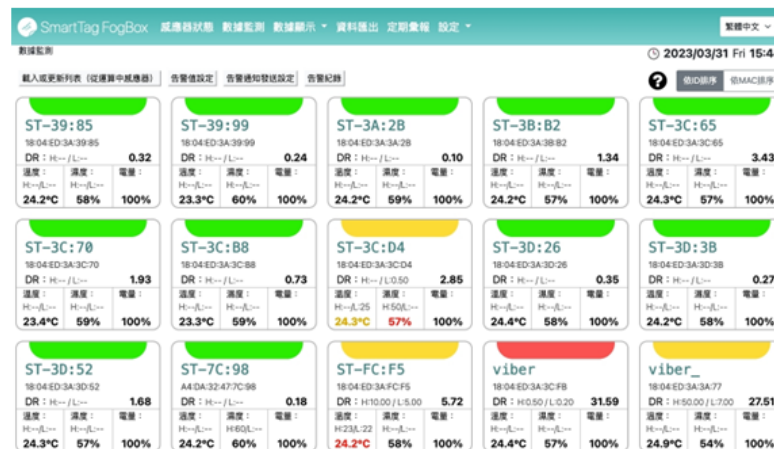 SmartTag FogBox 感應器狀態 數據監測 數據顯示 資料匯出 定期彙報 設定 繁體中文
數據監測 2023/03/31 Fri 15:4
載入或更新列表（從運算中感應器） 告警值設定 告警通知發送設定 告警紀錄 ? 依ID排序 依MAC排序
ST-39:85 ST-39:99 ST-3A:2B ST-3B:B2 ST-3C:65
18:04:ED:3A:39:85 18:04:ED:3A:39:99 18:04:ED:3A:3A:2B 18:04:ED:3A:3B:B2 18:04:ED:3A:3C:65
DR：H:-- / L:-- 0.32 DR：H:-- / L:-- 0.24 DR：H:-- / L:-- 0.10 DR：H:-- / L:-- 1.34 DR：H:-- / L:-- 3.43
溫度： 濕度： 電量： 溫度： 濕度： 電量： 溫度： 濕度： 電量： 溫度： 濕度： 電量： 溫度： 濕度： 電量：
H:--/L:-- H:--/L:-- H:--/L:-- H:--/L:-- H:--/L:-- H:--/L:-- H:--/L:-- H:--/L:-- H:--/L:-- H:--/L:--
24.2°C 58% 100% 23.3°C 60% 100% 24.2°C 59% 100% 24.2°C 57% 100% 24.3°C 57% 100%
ST-3C:70 ST-3C:B8 ST-3C:D4 ST-3D:26 ST-3D:3B
18:04:ED:3A:3C:70 18:04:ED:3A:3C:B8 18:04:ED:3A:3C:D4 18:04:ED:3A:3D:26 18:04:ED:3A:3D:3B
DR：H:-- / L:-- 1.93 DR：H:-- / L:-- 0.73 DR：H:-- / L:0.50 2.85 DR：H:-- / L:-- 0.35 DR：H:-- / L:-- 0.27
溫度： 濕度： 電量： 溫度： 濕度： 電量： 溫度： 濕度： 電量： 溫度： 濕度： 電量： 溫度： 濕度： 電量：
H:--/L:-- H:--/L:-- H:--/L:-- H:--/L:-- H:--/L:25 H:50/L:-- H:--/L:-- H:--/L:-- H:--/L:-- H:--/L:--
23.4°C 59% 100% 23.3°C 59% 100% 24.3°C 57% 100% 24.4°C 58% 100% 24.2°C 58% 100%
ST-3D:52 ST-7C:98 ST-FC:F5 viber viber_
18:04:ED:3A:3D:52 A4:DA:32:47:7C:98 18:04:ED:3A:FC:F5 18:04:ED:3A:3C:FB 18:04:ED:3A:3A:77
DR：H:-- / L:-- 1.68 DR：H:-- / L:-- 0.18 DR：H:10.00 / L:5.00 5.72 DR：H:0.50 / L:0.20 31.59 DR：H:50.00 / L:7.00 27.51
溫度： 濕度： 電量： 溫度： 濕度： 電量： 溫度： 濕度： 電量： 溫度： 濕度： 電量： 溫度： 濕度： 電量：
H:--/L:-- H:--/L:-- H:--/L:-- H:60/L:-- H:23/L:22 H:--/L:-- H:--/L:-- H:--/L:-- H:--/L:-- H:--/L:--
24.3°C 57% 100% 24.2°C 60% 100% 24.2°C 58% 100% 24.4°C 57% 100% 24.9°C 54% 100%